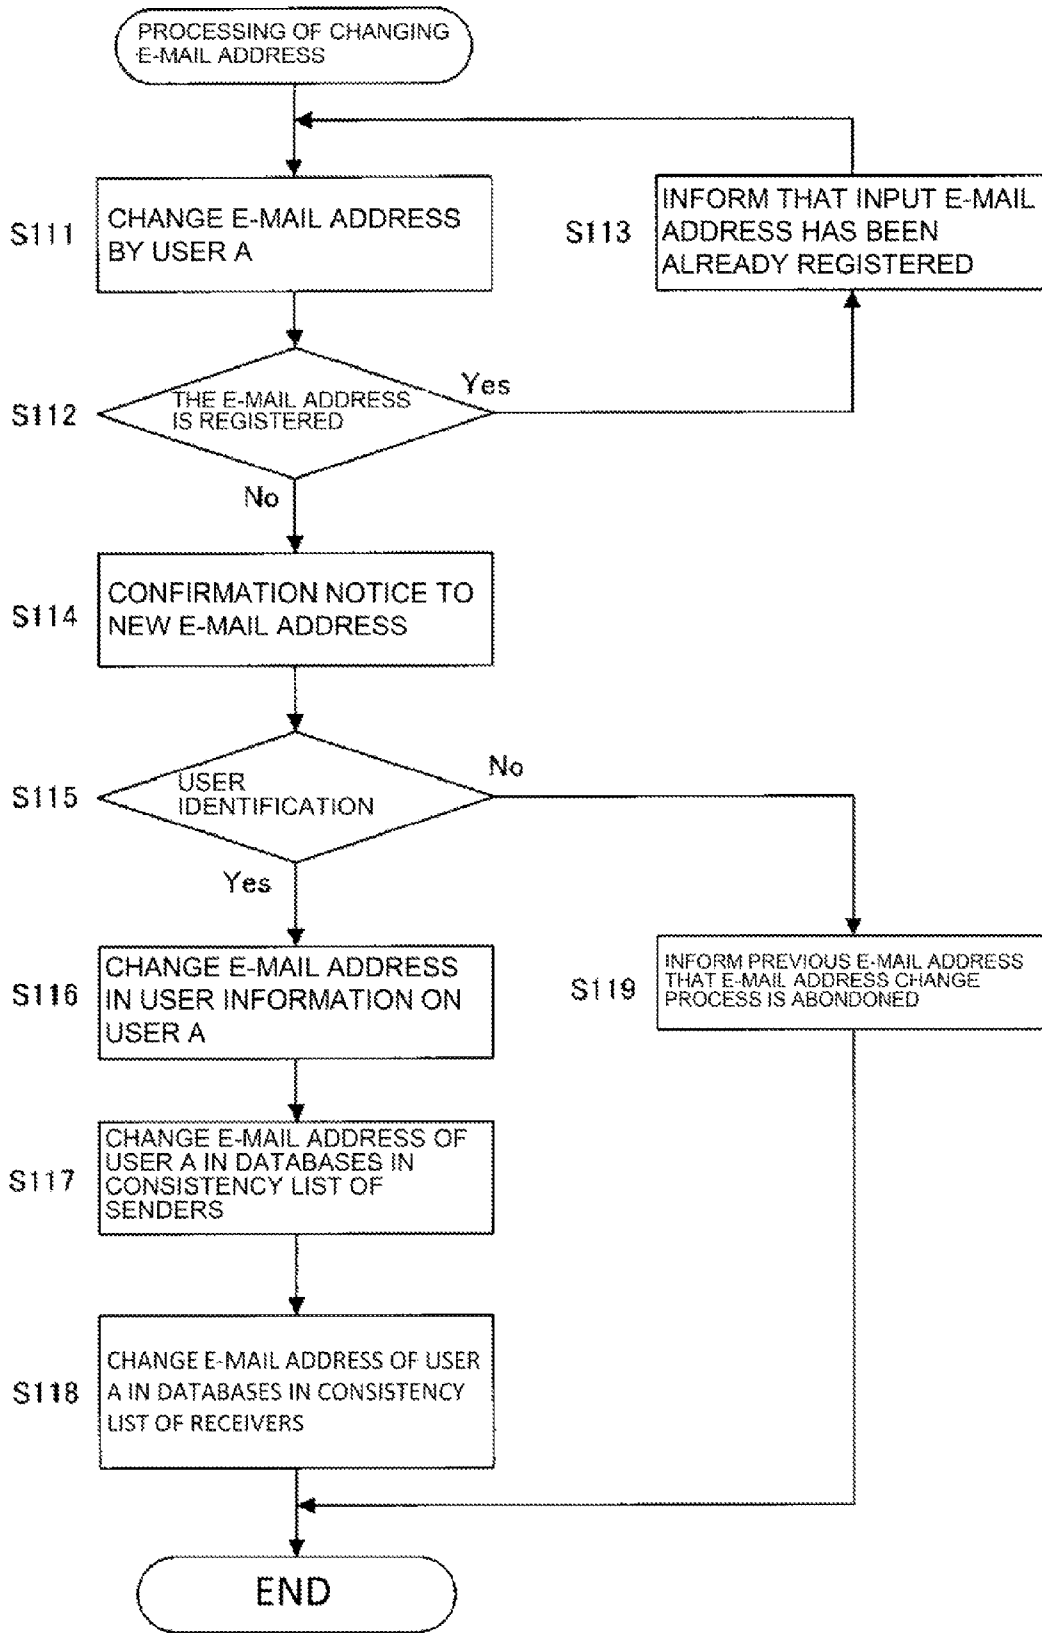 PROCESSING OF CHANGING
E-MAIL ADDRESS
S111
CHANGE E-MAIL ADDRESS
BY USER A
S113
INFORM THAT INPUT E-MAIL
ADDRESS HAS BEEN
ALREADY REGISTERED
S112
THE E-MAIL ADDRESS
IS REGISTERED
Yes
No
S114
CONFIRMATION NOTICE TO
NEW E-MAIL ADDRESS
S115
USER
IDENTIFICATION
No
Yes
S116
CHANGE E-MAIL ADDRESS
IN USER INFORMATION ON
USER A
S119
INFORM PREVIOUS E-MAIL ADDRESS
THAT E-MAIL ADDRESS CHANGE
PROCESS IS ABONDONED
S117
CHANGE E-MAIL ADDRESS OF
USER A IN DATABASES IN
CONSISTENCY LIST OF
SENDERS
S118
CHANGE E-MAIL ADDRESS OF USER
A IN DATABASES IN CONSISTENCY
LIST OF RECEIVERS
END